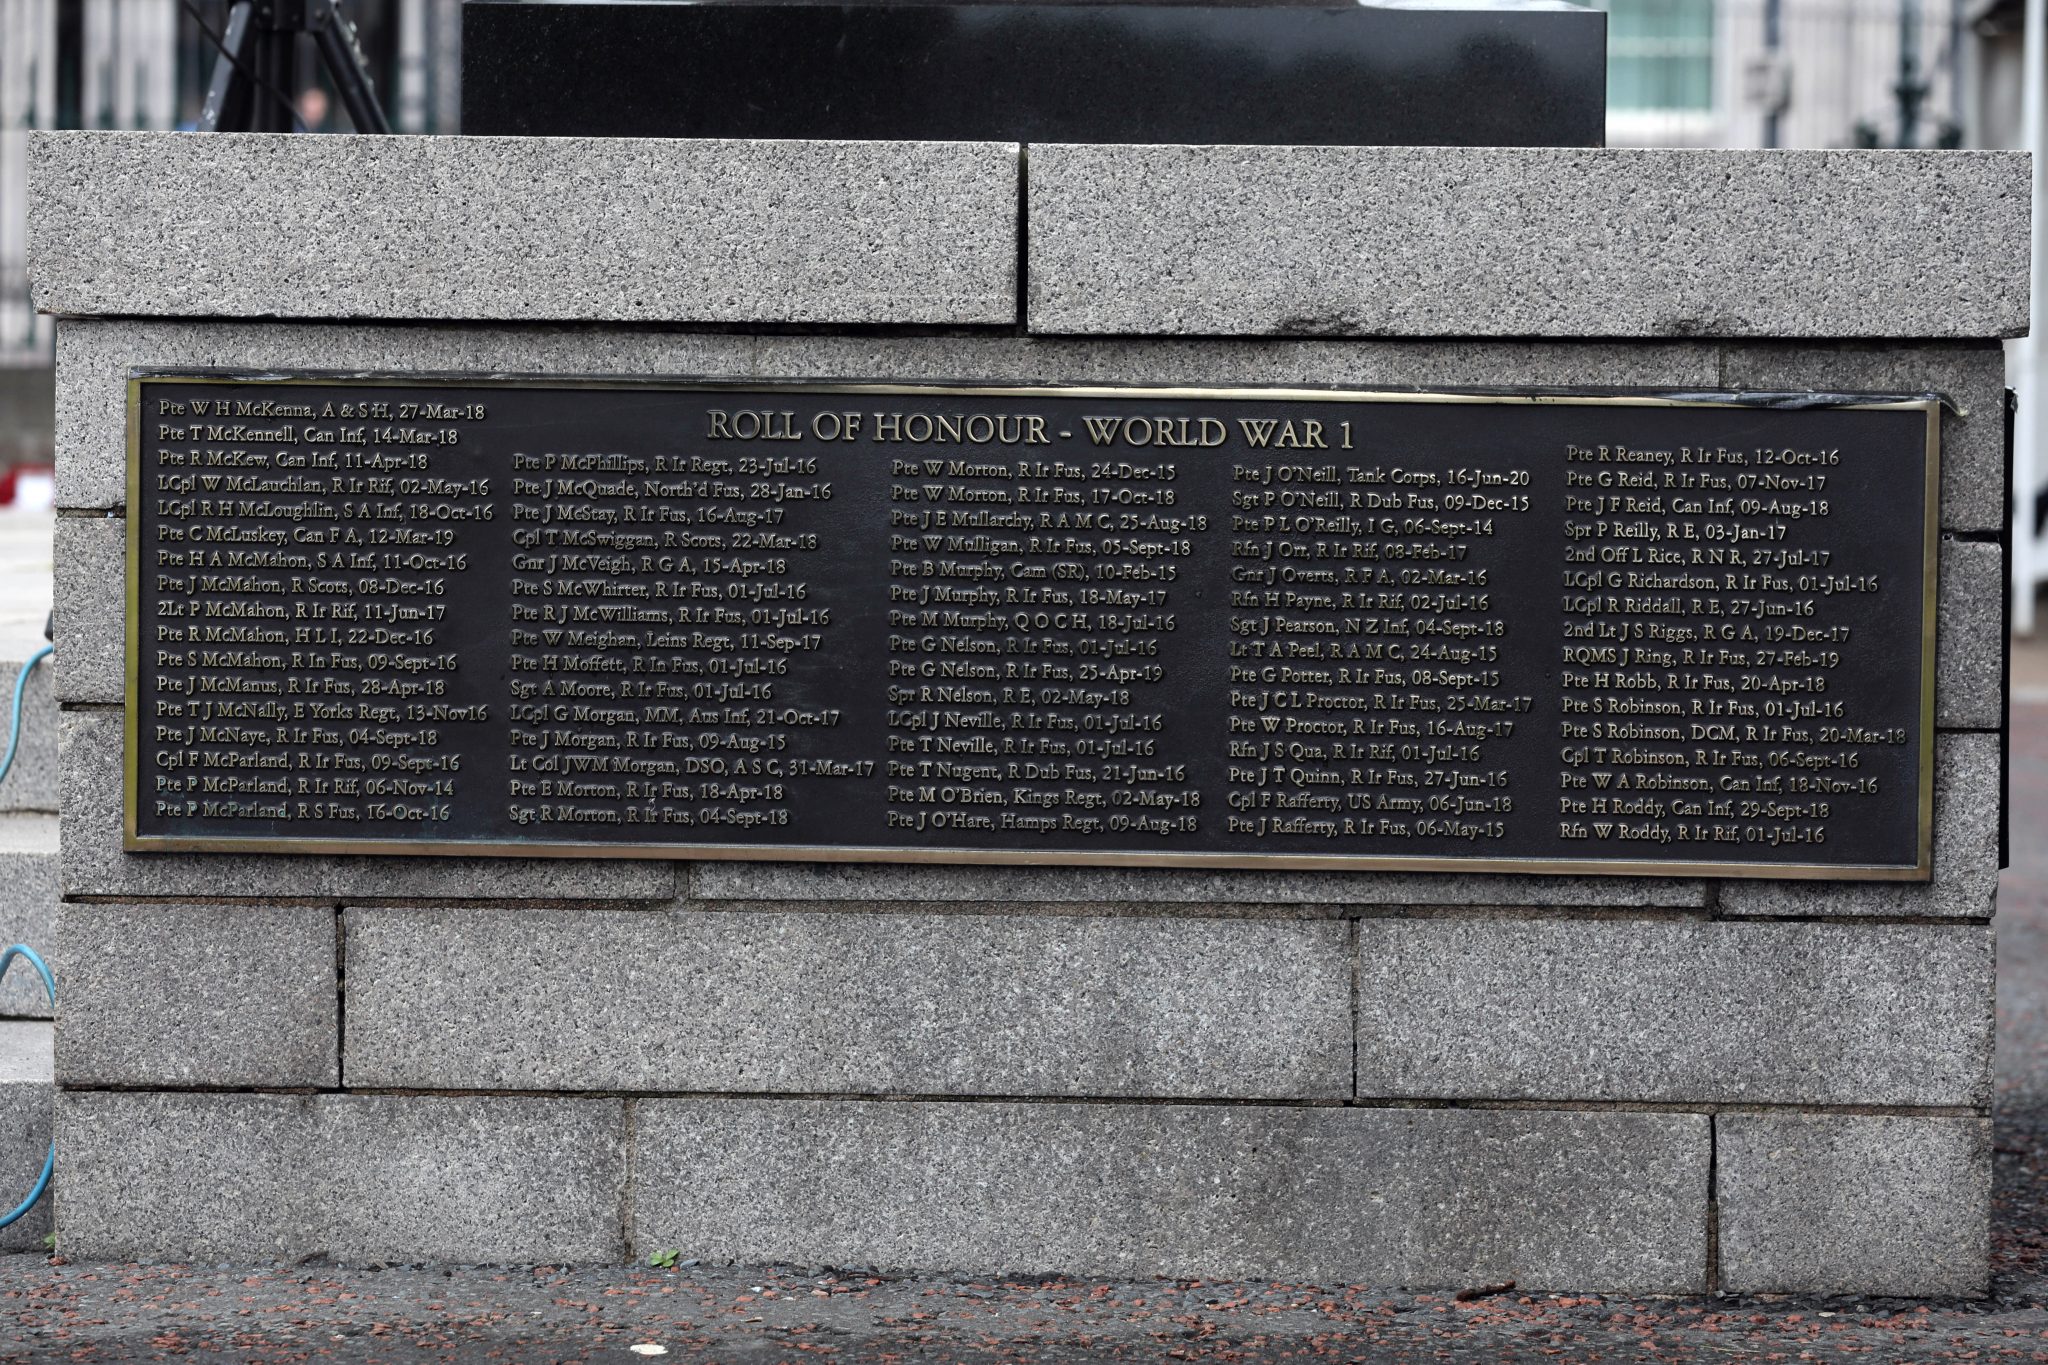 ROLL OF HONOUR - WORLD WAR 1
Pte W H McKenna, A & S H, 27-Mar-18
Pte T McKennell, Can Inf, 14-Mar-18
Pte R McKew, Can Inf, 11-Apr-18
LCpl W McLauchlan, R Ir Rif, 02-May-16
LCpl R H McLoughlin, S A Inf, 18-Oct-16
Pte C McLuskey, Can F A, 12-Mar-19
Pte H A McMahon, S A Inf, 11-Oct-16
Pte J McMahon, R Scots, 08-Dec-16
2Lt P McMahon, R Ir Rif, 11-Jun-17
Pte R McMahon, H L I, 22-Dec-16
Pte S McMahon, R In Fus, 09-Sept-16
Pte J McManus, R Ir Fus, 28-Apr-18
Pte T J McNally, E Yorks Regt, 13-Nov16
Pte J McNaye, R Ir Fus, 04-Sept-18
Cpl F McParland, R Ir Fus, 09-Sept-16
Pte P McParland, R Ir Rif, 06-Nov-14
Pte P McParland, R S Fus, 16-Oct-16
Pte P McPhillips, R Ir Regt, 23-Jul-16
Pte J McQuade, North'd Fus, 28-Jan-16
Pte J McStay, R Ir Fus, 16-Aug-17
Cpl T McSwiggan, R Scots, 22-Mar-18
Gnr J McVeigh, R G A, 15-Apr-18
Pte S McWhirter, R Ir Fus, 01-Jul-16
Pte R J McWilliams, R Ir Fus, 01-Jul-16
Pte W Meighan, Leins Regt, 11-Sep-17
Pte H Moffett, R In Fus, 01-Jul-16
Sgt A Moore, R Ir Fus, 01-Jul-16
LCpl G Morgan, MM, Aus Inf, 21-Oct-17
Pte J Morgan, R Ir Fus, 09-Aug-15
Lt Col JWM Morgan, DSO, A S C, 31-Mar-17
Pte E Morton, R Ir Fus, 18-Apr-18
Sgt R Morton, R Ir Fus, 04-Sept-18
Pte W Morton, R Ir Fus, 24-Dec-15
Pte W Morton, R Ir Fus, 17-Oct-18
Pte J E Mullarchy, R A M C, 25-Aug-18
Pte W Mulligan, R Ir Fus, 05-Sept-18
Pte B Murphy, Cam (SR), 10-Feb-15
Pte J Murphy, R Ir Fus, 18-May-17
Pte M Murphy, Q O C H, 18-Jul-16
Pte G Nelson, R Ir Fus, 01-Jul-16
Pte G Nelson, R Ir Fus, 25-Apr-19
Spr R Nelson, R E, 02-May-18
LCpl J Neville, R Ir Fus, 01-Jul-16
Pte T Neville, R Ir Fus, 01-Jul-16
Pte T Nugent, R Dub Fus, 21-Jun-16
Pte M O'Brien, Kings Regt, 02-May-18
Pte J O'Hare, Hamps Regt, 09-Aug-18
Pte J O'Neill, Tank Corps, 16-Jun-20
Sgt P O'Neill, R Dub Fus, 09-Dec-15
Pte P L O'Reilly, I G, 06-Sept-14
Rfn J Orr, R Ir Rif, 08-Feb-17
Gnr J Overts, R F A, 02-Mar-16
Rfn H Payne, R Ir Rif, 02-Jul-16
Sgt J Pearson, N Z Inf, 04-Sept-18
Lt T A Peel, R A M C, 24-Aug-15
Pte G Potter, R Ir Fus, 08-Sept-15
Pte J C L Proctor, R Ir Fus, 25-Mar-17
Pte W Proctor, R Ir Fus, 16-Aug-17
Rfn J S Qua, R Ir Rif, 01-Jul-16
Pte J T Quinn, R Ir Fus, 27-Jun-16
Cpl F Rafferty, US Army, 06-Jun-18
Pte J Rafferty, R Ir Fus, 06-May-15
Pte R Reaney, R Ir Fus, 12-Oct-16
Pte G Reid, R Ir Fus, 07-Nov-17
Pte J F Reid, Can Inf, 09-Aug-18
Spr P Reilly, R E, 03-Jan-17
2nd Off L Rice, R N R, 27-Jul-17
LCpl G Richardson, R Ir Fus, 01-Jul-16
LCpl R Riddall, R E, 27-Jun-16
2nd Lt J S Riggs, R G A, 19-Dec-17
RQMS J Ring, R Ir Fus, 27-Feb-19
Pte H Robb, R Ir Fus, 20-Apr-18
Pte S Robinson, R Ir Fus, 01-Jul-16
Pte S Robinson, DCM, R Ir Fus, 20-Mar-18
Cpl T Robinson, R Ir Fus, 06-Sept-16
Pte W A Robinson, Can Inf, 18-Nov-16
Pte H Roddy, Can Inf, 29-Sept-18
Rfn W Roddy, R Ir Rif, 01-Jul-16